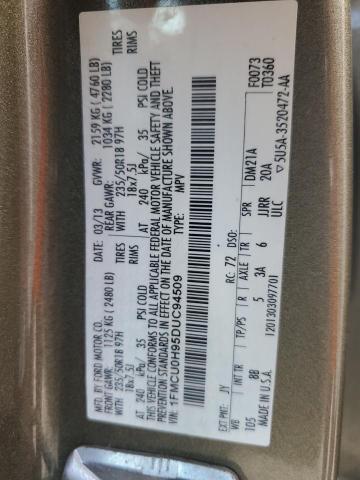 MFD. BY FORD MOTOR CO.
03/13 GVWR: 2159 KG ( 4760 LB)
FRONT GAWR: 1125 KG ( 2480 LB) REAR GAWR: 1034 KG ( 2280 LB)
WITH 235/50R18 97H TIRES WITH 235/50R18 97H TIRES
18x7.5J RIMS 18x7.5J RIMS
AT 240 kPa/ 35 PSI COLD AT 240 kPa/ 35 PSI COLD
THIS VEHICLE CONFORMS TO ALL APPLICABLE FEDERAL MOTOR VEHICLE SAFETY AND THEFT
PREVENTION STANDARDS IN EFFECT ON THE DATE OF MANUFACTURE SHOWN ABOVE.
VIN: 1FMCU0H95DUC94509
TYPE: MPV
F0073
T0360
EXT PNT: JY RC: 72 DSO:
WB INT TR TP/PS R AXLE TR SPR
105 8B 5 3A 6 JJRR DM21A 20A
MADE IN U.S.A. ULC
1201303097701 5U5A-3520472-AA